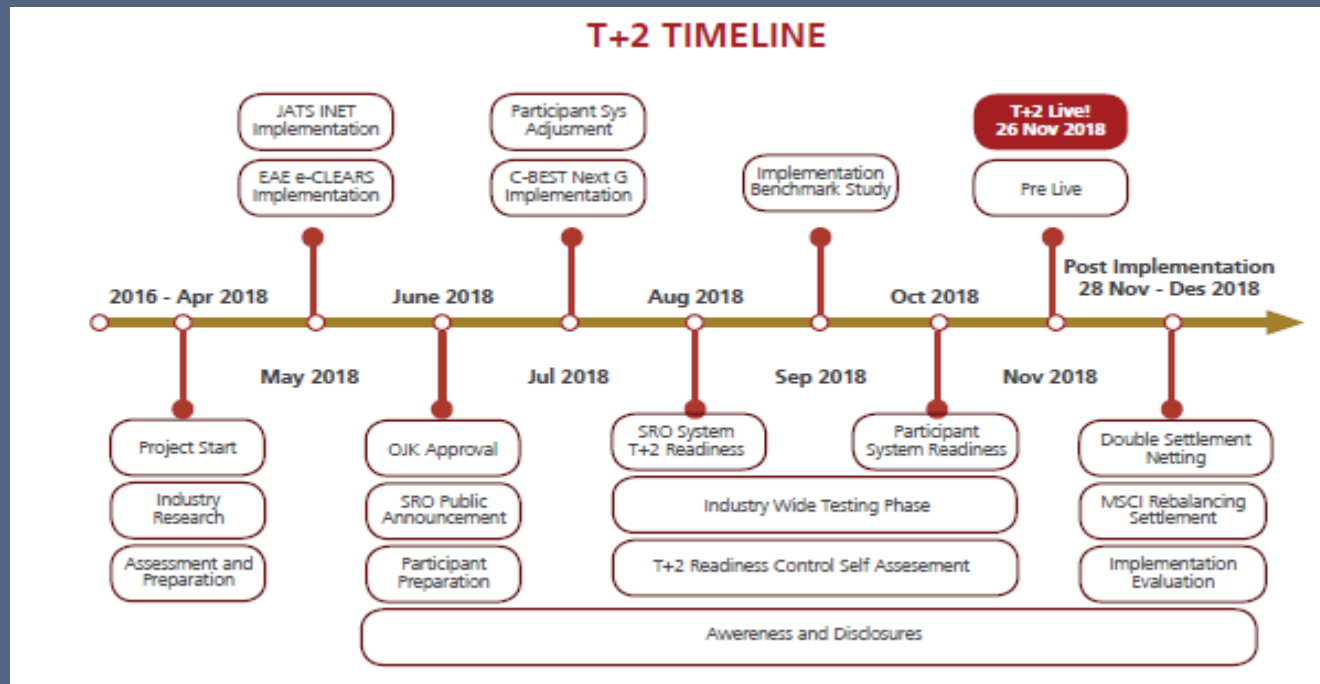 T+2 TIMELINE
JATS INET
Implementation
EAE e-CLEARS
Implementation
Participant Sys
Adjusment
C-BEST Next G
Implementation
Implementation
Benchmark Study
T+2 Live!
26 Nov 2018
Pre Live
2016 - Apr 2018
June 2018
Aug 2018
Oct 2018
Post Implementation
28 Nov - Des 2018
May 2018
Jul 2018
Sep 2018
Nov 2018
Project Start
Industry
Research
Assessment and
Preparation
OJK Approval
SRO Public
Announcement
Participant
Preparation
SRO System
T+2 Readiness
Participant
System Readiness
Industry Wide Testing Phase
T+2 Readiness Control Self Assesement
Double Settlement
Netting
MSCI Rebalancing
Settlement
Implementation
Evaluation
Awereness and Disclosures